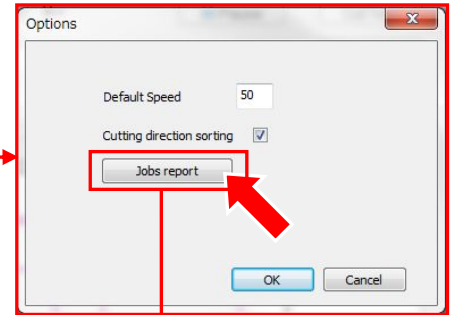 Options
Default Speed 50
Cutting direction sorting
Jobs report
OK Cancel